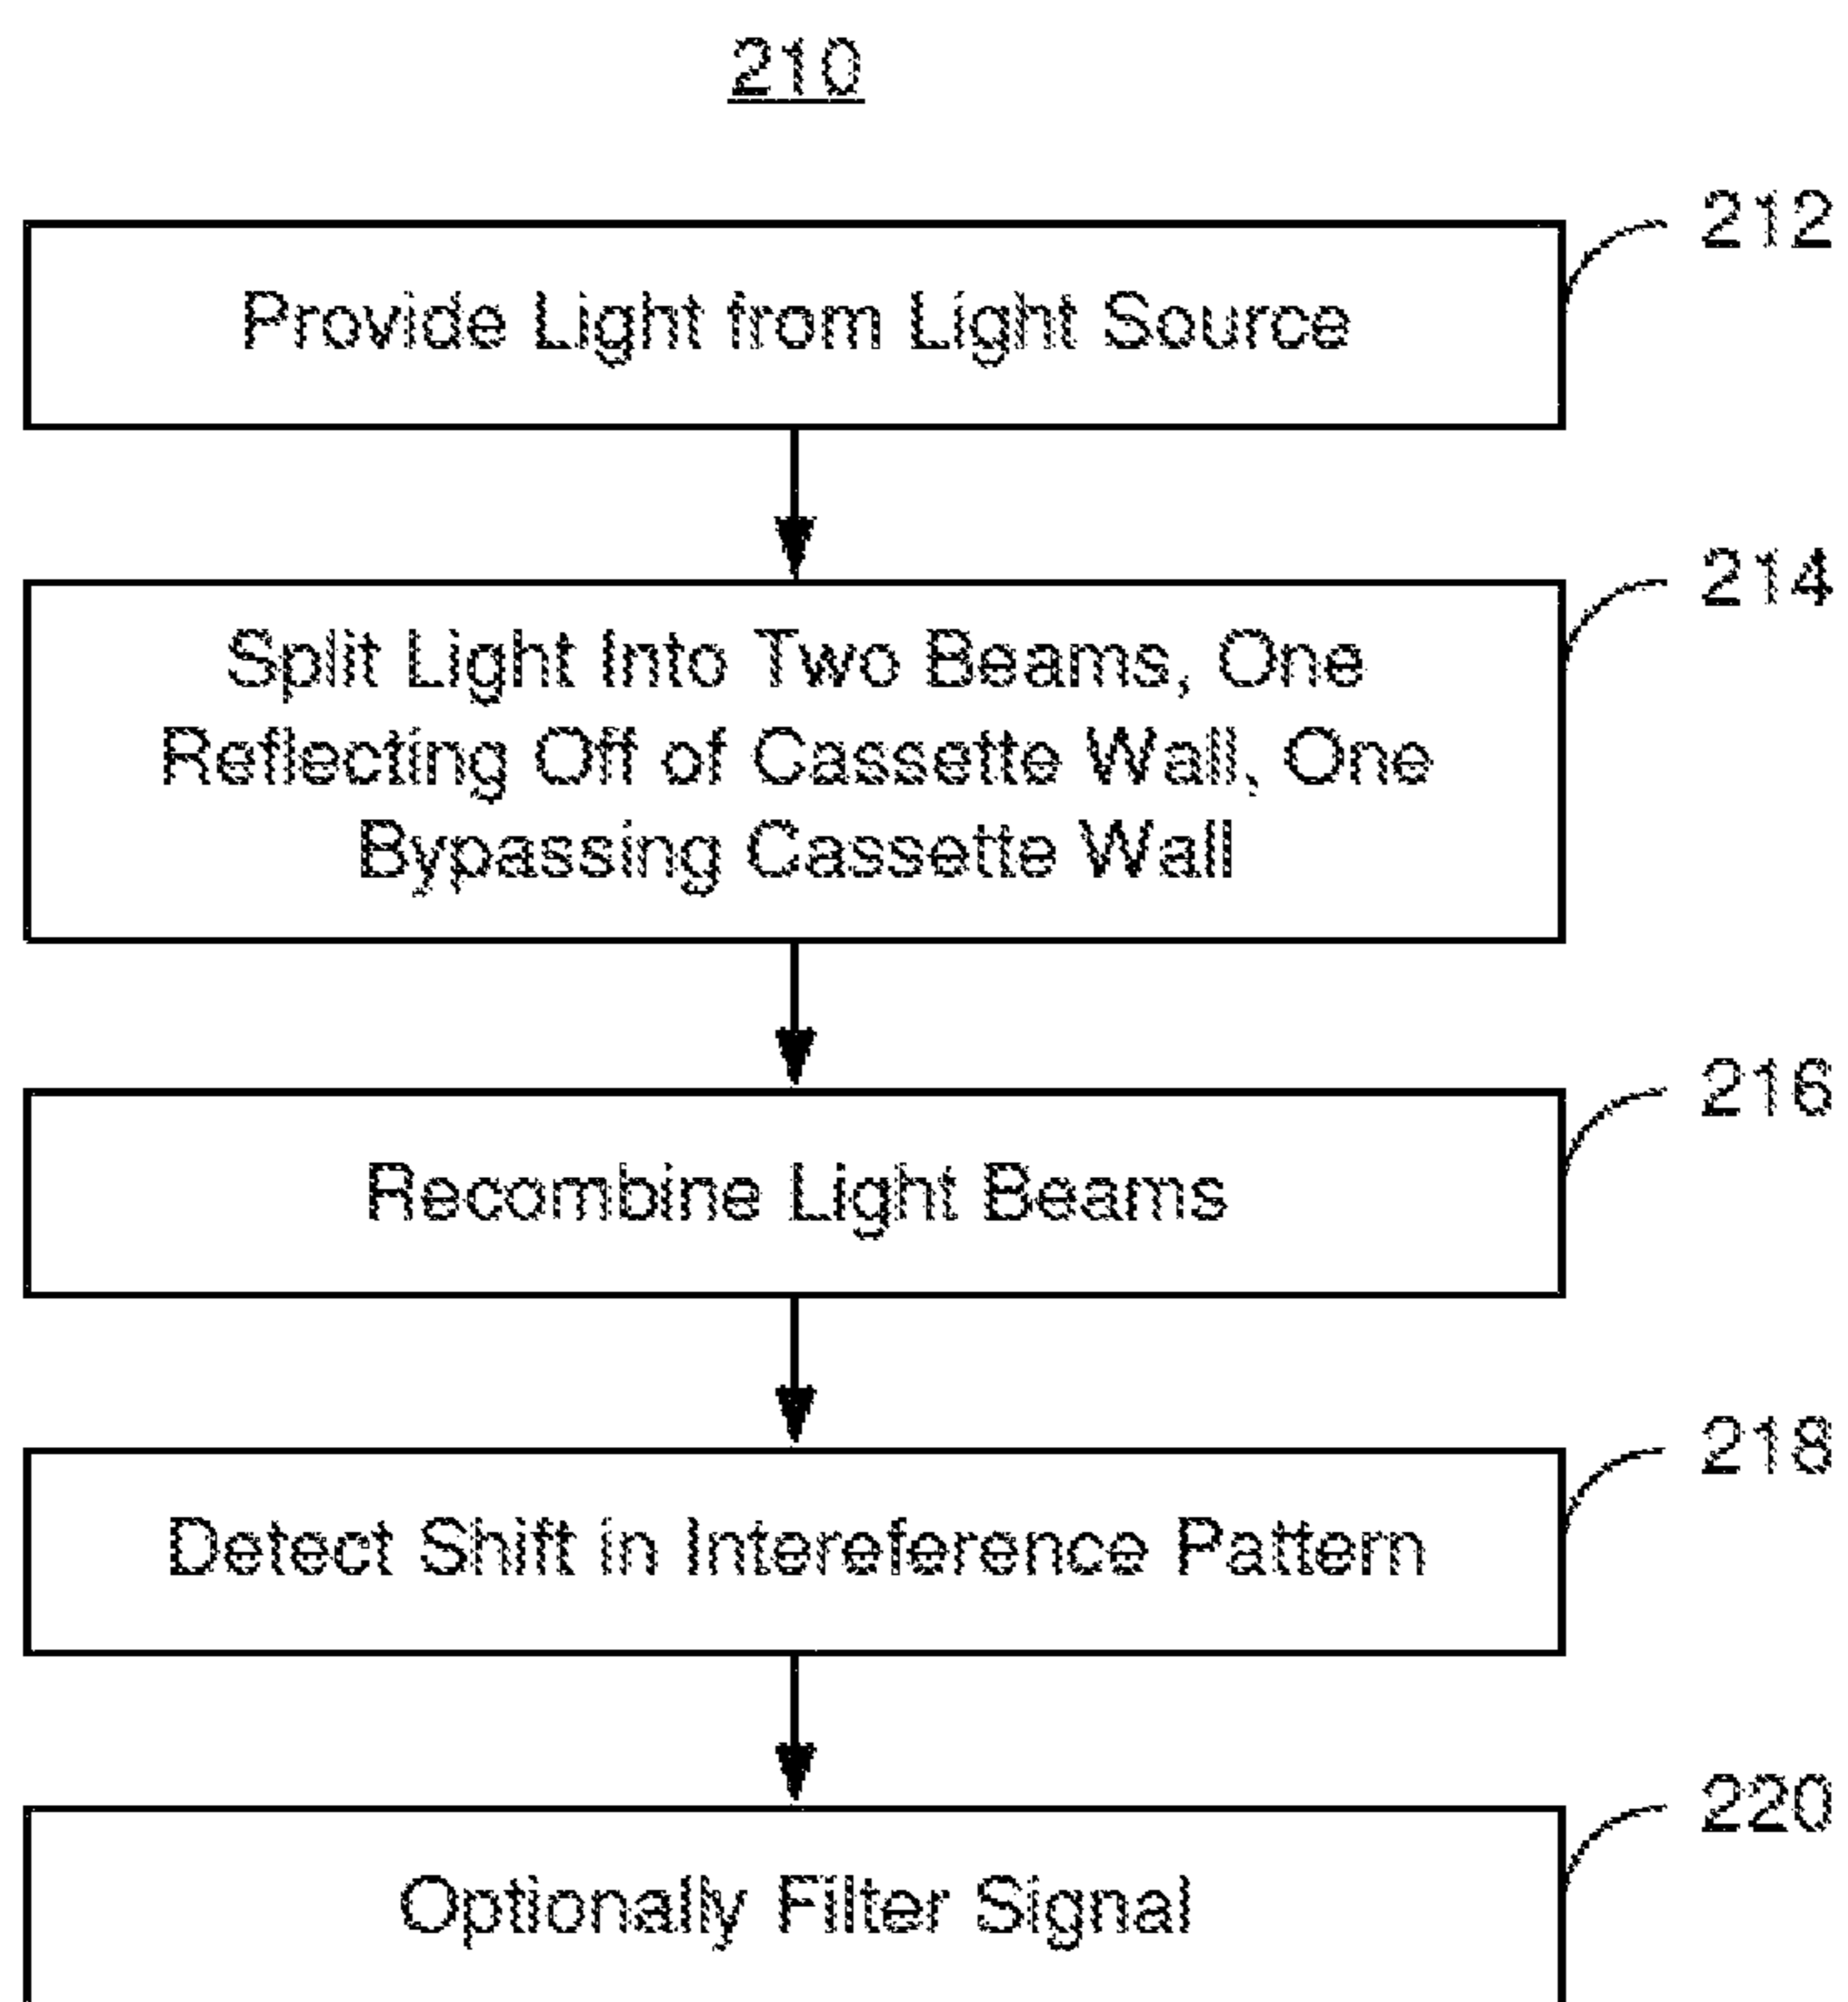 210
212
Provide Light from Light Source
214
Split Light Into Two Beams, One
Reflecting Off of Cassette Wall, One
Bypassing Cassette Wall
216
Recombine Light Beams
218
Detect Shift in Intereference Pattern
220
Optionally Filter Signal